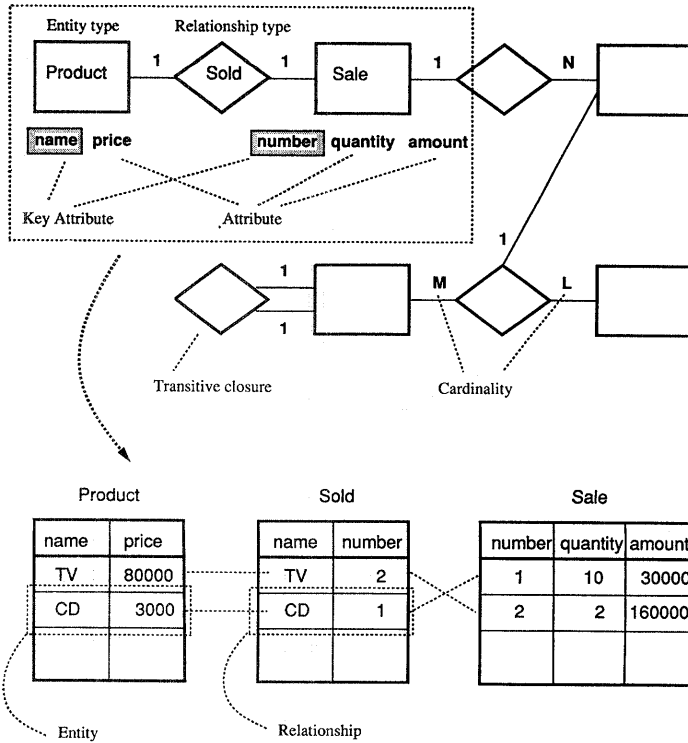 Entity type Relationship type
Product 1 Sold 1 Sale 1 N
name price number quantity amount
Key Attribute Attribute
1
1 M L
1
Transitive closure Cardinality
Product Sold Sale
name price name number number quantity amount
TV 80000 TV 2 1 10 30000
CD 3000 CD 1 2 2 160000
Entity Relationship